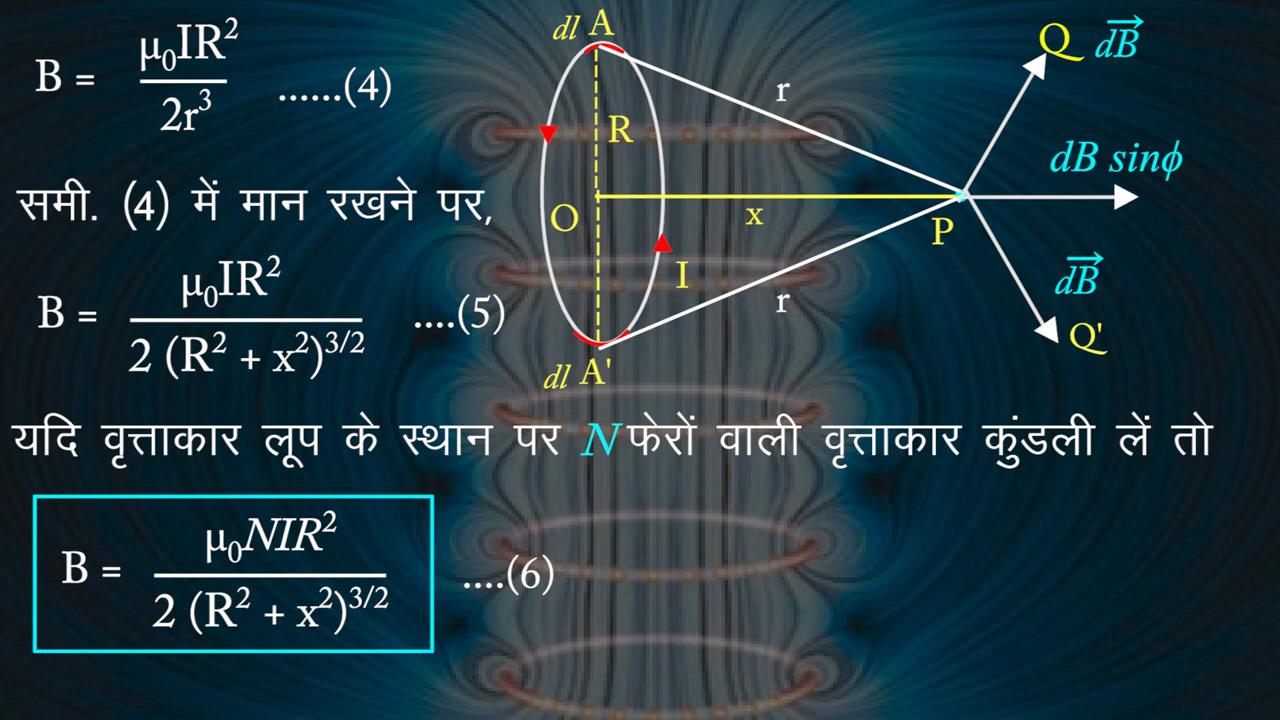 B = μ₀IR² / 2r³ ......(4)
समी. (4) में मान रखने पर,
B = μ₀IR² / 2 (R² + x²)^3/2 ....(5)
dl A
r
R
O
x
P
I
r
dl A'
Q dB⃗
dB sinϕ
dB⃗
Q'
यदि वृत्ताकार लूप के स्थान पर N फेरों वाली वृत्ताकार कुंडली लें तो
B = μ₀NIR² / 2 (R² + x²)^3/2 ....(6)